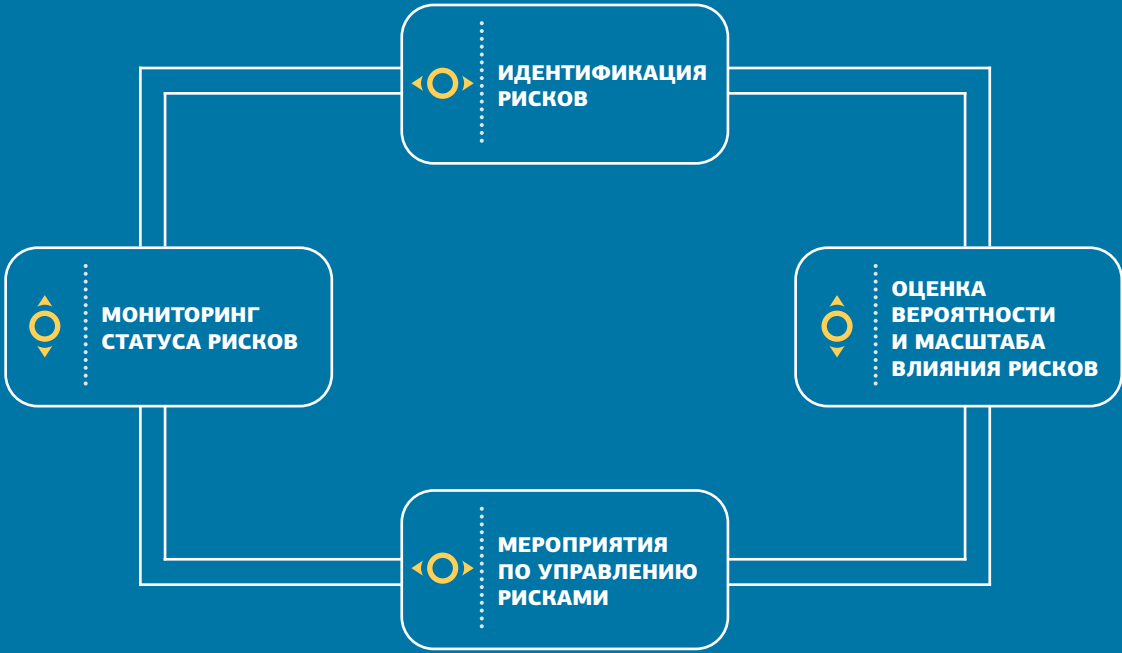 ИДЕНТИФИКАЦИЯ
РИСКОВ
МОНИТОРИНГ
СТАТУСА РИСКОВ
ОЦЕНКА
ВЕРОЯТНОСТИ
И МАСШТАБА
ВЛИЯНИЯ РИСКОВ
МЕРОПРИЯТИЯ
ПО УПРАВЛЕНИЮ
РИСКАМИ